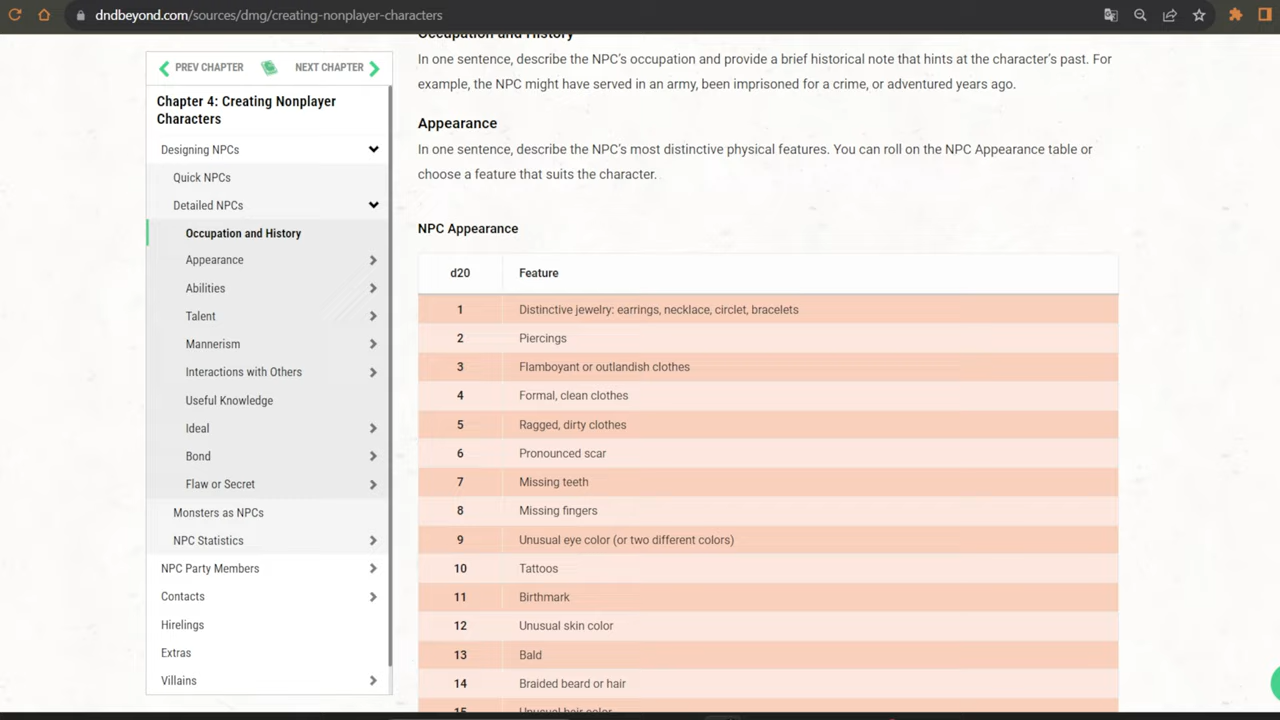 dndbeyond.com/sources/dmg/creating-nonplayer-characters
PREV CHAPTER
NEXT CHAPTER
Chapter 4: Creating Nonplayer
Characters
Designing NPCs
Quick NPCs
Detailed NPCs
Occupation and History
Appearance
Abilities
Talent
Mannerism
Interactions with Others
Useful Knowledge
Ideal
Bond
Flaw or Secret
Monsters as NPCs
NPC Statistics
NPC Party Members
Contacts
Hirelings
Extras
Villains
Occupation and History
In one sentence, describe the NPC's occupation and provide a brief historical note that hints at the character's past. For
example, the NPC might have served in an army, been imprisoned for a crime, or adventured years ago.
Appearance
In one sentence, describe the NPC's most distinctive physical features. You can roll on the NPC Appearance table or
choose a feature that suits the character.
NPC Appearance
d20 Feature
1 Distinctive jewelry: earrings, necklace, circlet, bracelets
2 Piercings
3 Flamboyant or outlandish clothes
4 Formal, clean clothes
5 Ragged, dirty clothes
6 Pronounced scar
7 Missing teeth
8 Missing fingers
9 Unusual eye color (or two different colors)
10 Tattoos
11 Birthmark
12 Unusual skin color
13 Bald
14 Braided beard or hair
15 Unusual hair color